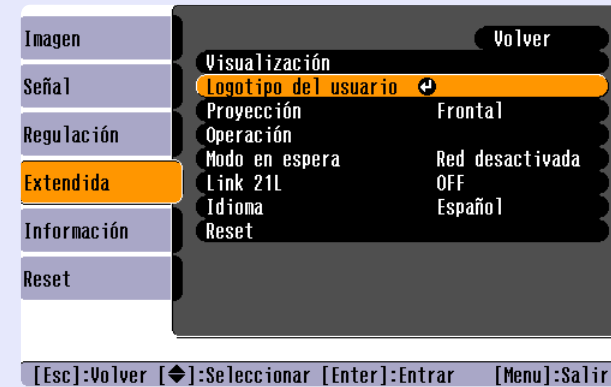 Imagen
Señal
Regulación
Extendida
Información
Reset
Volver
Visualización
Logotipo del usuario
Proyección Frontal
Operación
Modo en espera Red desactivada
Link 21L OFF
Idioma Español
Reset
[Esc]:Volver [◆]:Seleccionar [Enter]:Entrar [Menu]:Salir